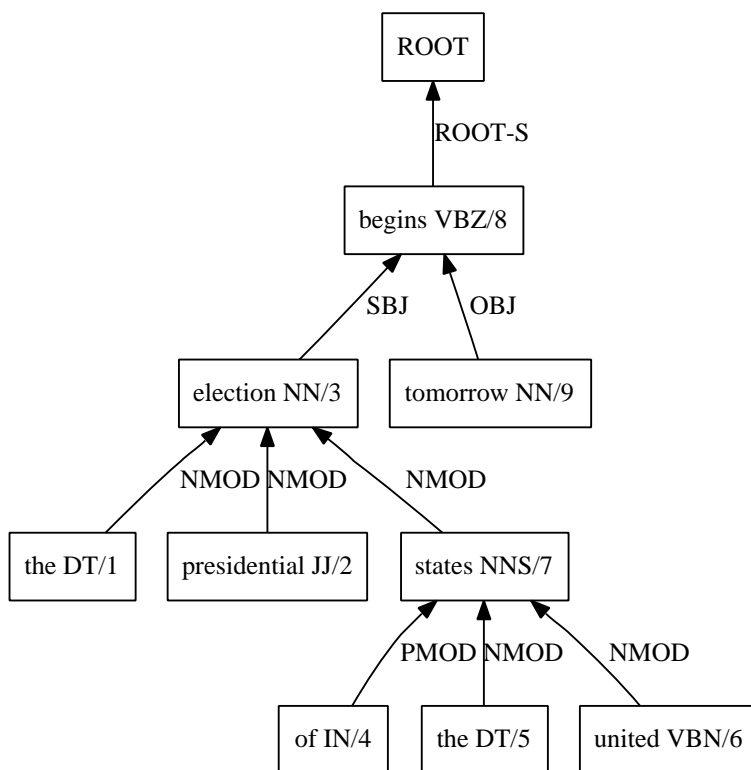 ROOT
ROOT-S
begins VBZ/8
SBJ OBJ
election NN/3 tomorrow NN/9
NMOD NMOD NMOD
the DT/1 presidential JJ/2 states NNS/7
PMOD NMOD NMOD
of IN/4 the DT/5 united VBN/6